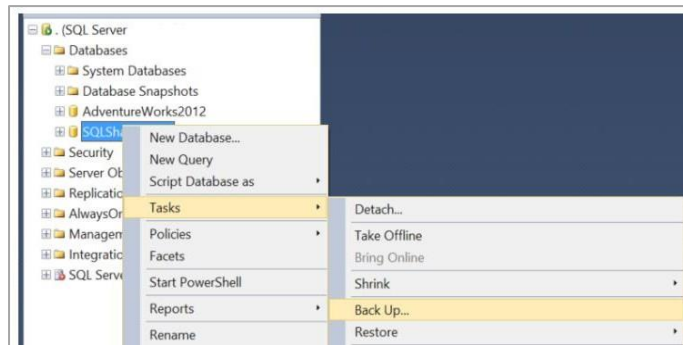 . (SQL Server
Databases
System Databases
Database Snapshots
AdventureWorks2012
SQLSh
Security
Server Ob
Replicatio
AlwaysOn
Managem
Integratio
SQL Serve
New Database...
New Query
Script Database as
Tasks
Policies
Facets
Start PowerShell
Reports
Rename
Detach...
Take Offline
Bring Online
Shrink
Back Up...
Restore